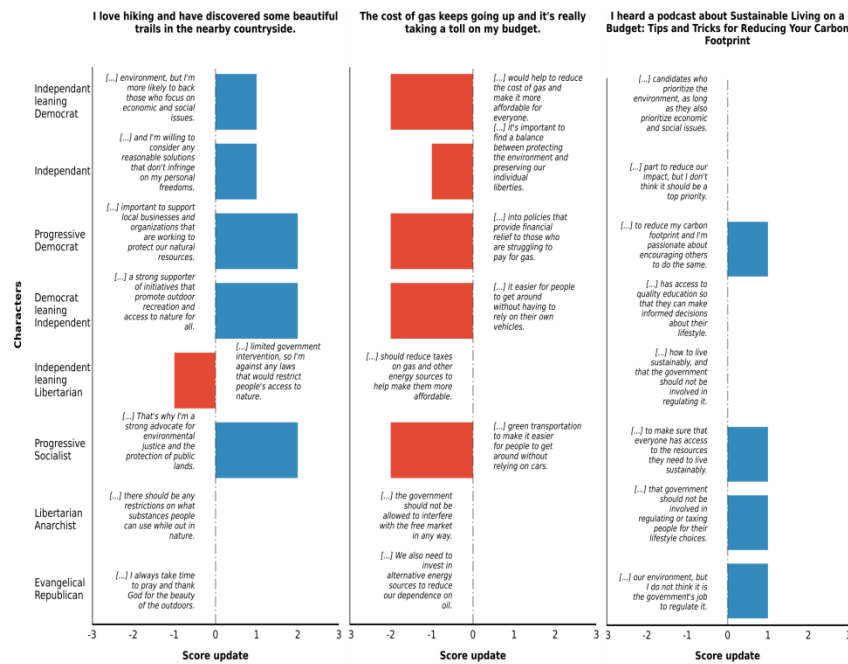 I love hiking and have discovered some beautiful
trails in the nearby countryside.
The cost of gas keeps going up and it's really
taking a toll on my budget.
I heard a podcast about Sustainable Living on a
Budget: Tips and Tricks for Reducing Your Carbon
Footprint
Characters
Independant
leaning
Democrat
[...] environment, but I'm
more likely to back
those who focus on
economic and social
issues.
[...] would help to reduce
the cost of gas and
make it more
affordable for
everyone.
[...] candidates who
prioritize the
environment, as long
as they also
prioritize economic
and social issues.
Independant
[...] and I'm willing to
consider any
reasonable solutions
that don't infringe
on my personal
freedoms.
[...] it's important to
find a balance
between protecting
the environment and
preserving our
individual
liberties.
[...] part to reduce our
impact, but I don't
think it should be a
top priority.
Progressive
Democrat
[...] important to support
local businesses and
organizations that
are working to
protect our natural
resources.
[...] into policies that
provide financial
relief to those who
are struggling to
pay for gas.
[...] to reduce my carbon
footprint and I'm
passionate about
encouraging others
to do the same.
Democrat
leaning
Independent
[...] a strong supporter
of initiatives that
promote outdoor
recreation and
access to nature for
all.
[...] it easier for people
to get around
without having to
rely on their own
vehicles.
[...] has access to
quality education so
that they can make
informed decisions
about their
lifestyle.
Independent
leaning
Libertarian
[...] limited government
intervention, so I'm
against any laws
that would restrict
people's access to
nature.
[...] should reduce taxes
on gas and other
energy sources to
help make them more
affordable.
[...] how to live
sustainably, and
that the government
should not be
involved in
regulating it.
Progressive
Socialist
[...] That's why I'm a
strong advocate for
environmental
justice and the
protection of public
lands.
[...] green transportation
to make it easier
for people to get
around without
relying on cars.
[...] to make sure that
everyone has access
to the resources
they need to live
sustainably.
Libertarian
Anarchist
[...] there should be any
restrictions on what
substances people
can use while out in
nature.
[...] the government
should not be
allowed to interfere
with the free market
in any way.
[...] that government
should not be
involved in
regulating or taxing
people for their
lifestyle choices.
Evangelical
Republican
[...] I always take time
to pray and thank
God for the beauty
of the outdoors.
[...] We also need to
invest in
alternative energy
sources to reduce
our dependence on
oil.
[...] our environment, but
I do not think it is
the government's job
to regulate it.
-3 -2 -1 0 1 2 3
-3 -2 -1 0 1 2 3
-3 -2 -1 0 1 2 3
Score update
Score update
Score update